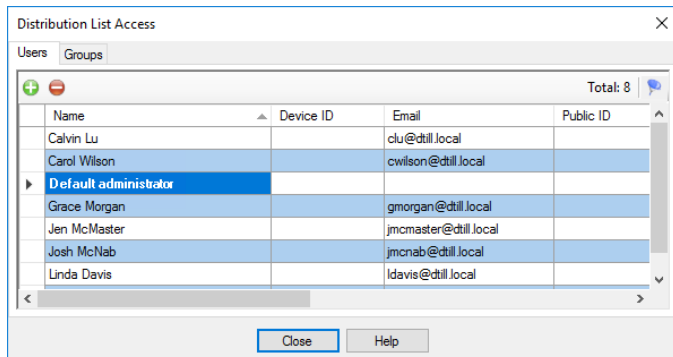 Distribution List Access
Users Groups
Total: 8
Name Device ID Email Public ID
Calvin Lu clu@dtill.local
Carol Wilson cwilson@dtill.local
Default administrator
Grace Morgan gmorgan@dtill.local
Jen McMaster jmcmaster@dtill.local
Josh McNab jmcnab@dtill.local
Linda Davis ldavis@dtill.local
Close Help